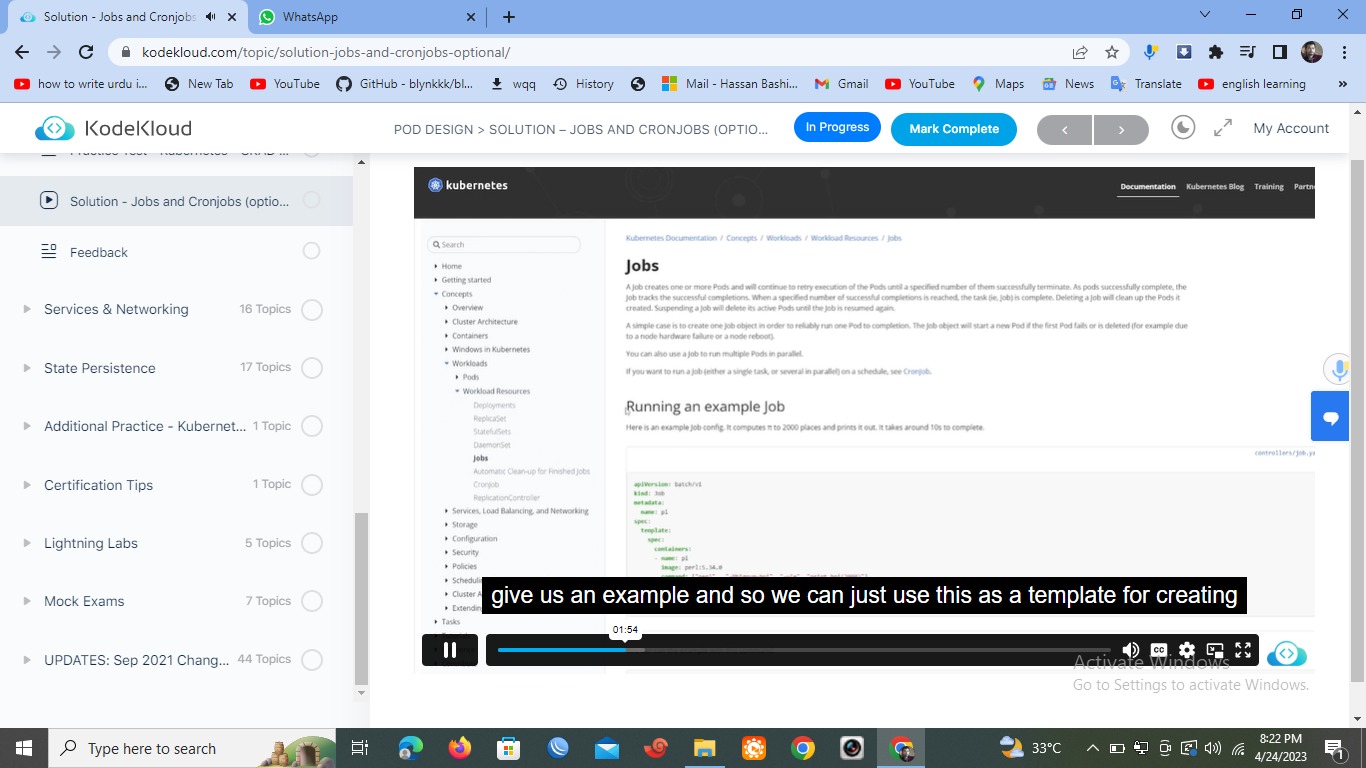 Solution - Jobs and Cronjobs
WhatsApp
kodekloud.com/topic/solution-jobs-and-cronjobs-optional/
how to write urdu i...
New Tab
YouTube
GitHub - blynkkk/bl...
wqq
History
Mail - Hassan Bashi...
Gmail
YouTube
Maps
News
Translate
english learning
»
KodeKloud
POD DESIGN > SOLUTION – JOBS AND CRONJOBS (OPTIO...
In Progress
Mark Complete
My Account
Solution - Jobs and Cronjobs (optio...
Feedback
Services & Networking 16 Topics
State Persistence 17 Topics
Additional Practice - Kubernet... 1 Topic
Certification Tips 1 Topic
Lightning Labs 5 Topics
Mock Exams 7 Topics
UPDATES: Sep 2021 Chang... 44 Topics
kubernetes
Documentation Kubernetes Blog Training Partn
Search
Home
Getting started
Concepts
Overview
Cluster Architecture
Containers
Windows in Kubernetes
Workloads
Pods
Workload Resources
Deployments
ReplicaSet
StatefulSets
DaemonSet
Jobs
Automatic Clean-up for Finished Jobs
CronJob
ReplicationController
Services, Load Balancing, and Networking
Storage
Configuration
Security
Policies
Scheduli
Cluster A
Extendin
Tasks
Kubernetes Documentation / Concepts / Workloads / Workload Resources / Jobs
Jobs
A Job creates one or more Pods and will continue to retry execution of the Pods until a specified number of them successfully terminate. As pods successfully complete, the
Job tracks the successful completions. When a specified number of successful completions is reached, the task (ie, Job) is complete. Deleting a Job will clean up the Pods it
created. Suspending a Job will delete its active Pods until the Job is resumed again.
A simple case is to create one Job object in order to reliably run one Pod to completion. The Job object will start a new Pod if the first Pod fails or is deleted (for example due
to a node hardware failure or a node reboot).
You can also use a Job to run multiple Pods in parallel.
If you want to run a Job (either a single task, or several in parallel) on a schedule, see CronJob.
Running an example Job
Here is an example Job config. It computes π to 2000 places and prints it out. It takes around 10s to complete.
controllers/job.ya
apiVersion: batch/v1
kind: Job
metadata:
name: pi
spec:
template:
spec:
containers:
- name: pi
image: perl:5.34.0
give us an example and so we can just use this as a template for creating
01:54
CC
Activate Windows
Go to Settings to activate Windows.
Type here to search
33°C
8:22 PM
4/24/2023
1